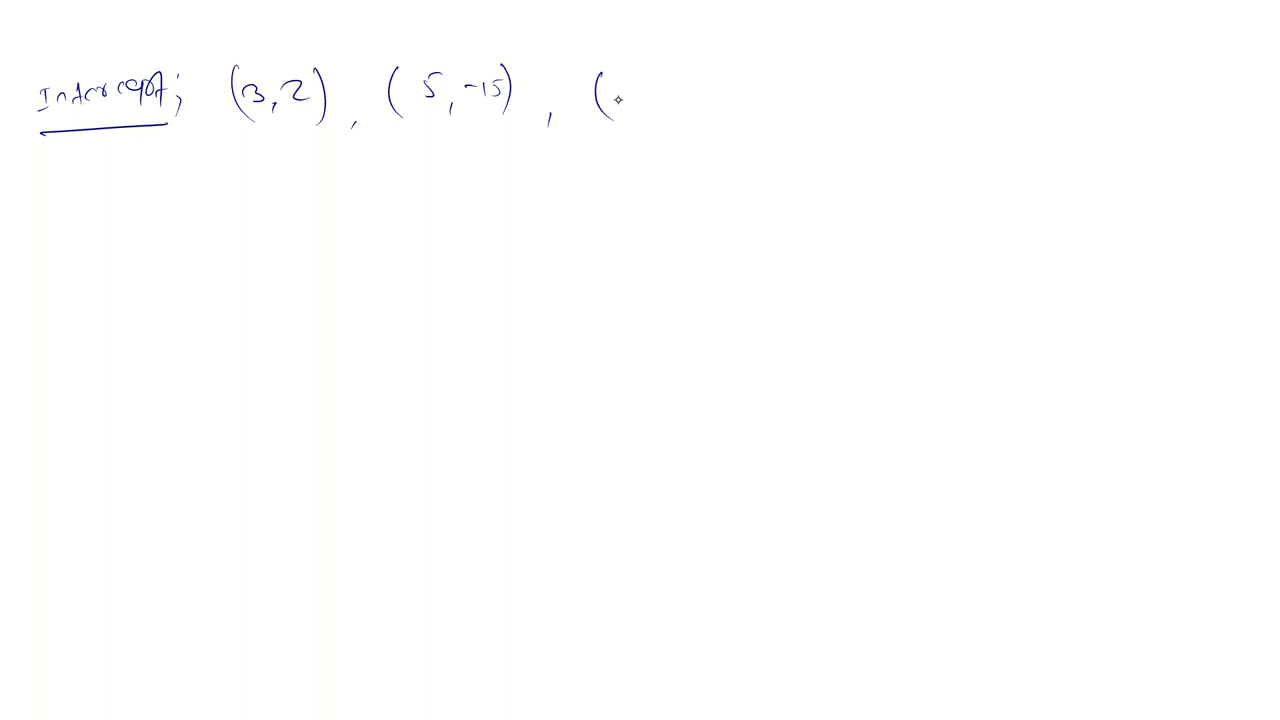 Intercept; (3,2), (5,-15), (